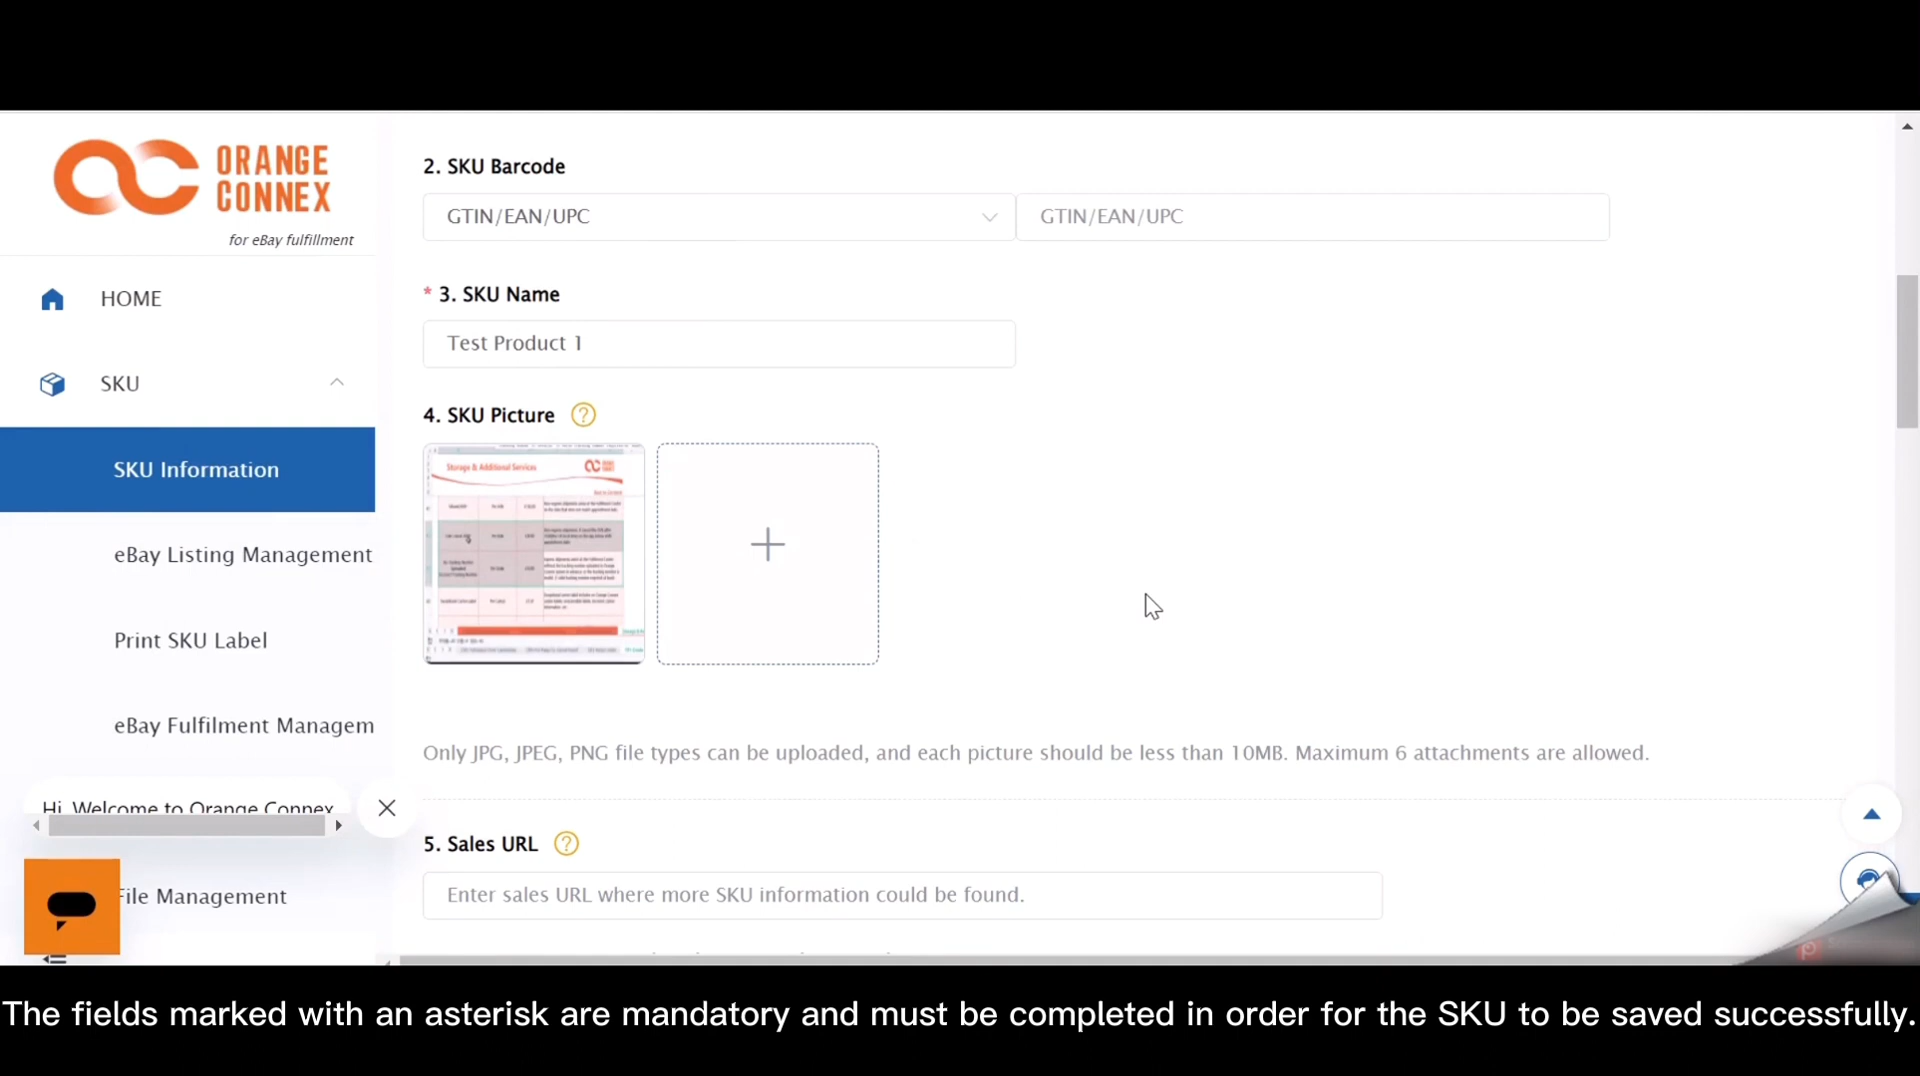 ORANGE
CONNEX
for eBay fulfillment
HOME
SKU
SKU Information
eBay Listing Management
Print SKU Label
eBay Fulfilment Managem
Hi, Welcome to Orange Connex
File Management
2. SKU Barcode
GTIN/EAN/UPC
GTIN/EAN/UPC
* 3. SKU Name
Test Product 1
4. SKU Picture ?
Storage & Additional Services
+
Only JPG, JPEG, PNG file types can be uploaded, and each picture should be less than 10MB. Maximum 6 attachments are allowed.
5. Sales URL ?
Enter sales URL where more SKU information could be found.
The fields marked with an asterisk are mandatory and must be completed in order for the SKU to be saved successfully.